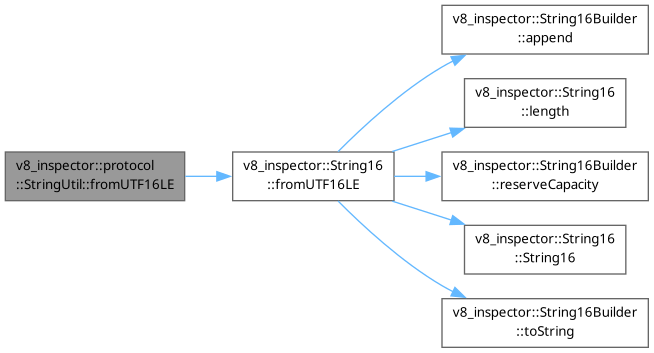 v8_inspector::protocol
::StringUtil::fromUTF16LE
v8_inspector::String16
::fromUTF16LE
v8_inspector::String16Builder
::append
v8_inspector::String16
::length
v8_inspector::String16Builder
::reserveCapacity
v8_inspector::String16
::String16
v8_inspector::String16Builder
::toString